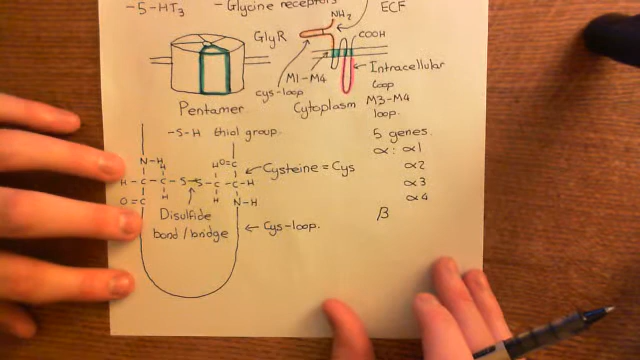 -5-HT3
- Glycine receptors
ECF
NH2
GlyR
COOH
M1-M4
cys-loop
Intracellular
loop
M3-M4
loop.
Pentamer
Cytoplasm
-S-H thiol group.
5 genes.
α: α1
α2
α3
α4
β
N-H
H
H-C-C-S-S-C-C-H
H
O=C
H
O=C
H
N-H
Cysteine = Cys
Disulfide
bond/bridge
Cys-loop.